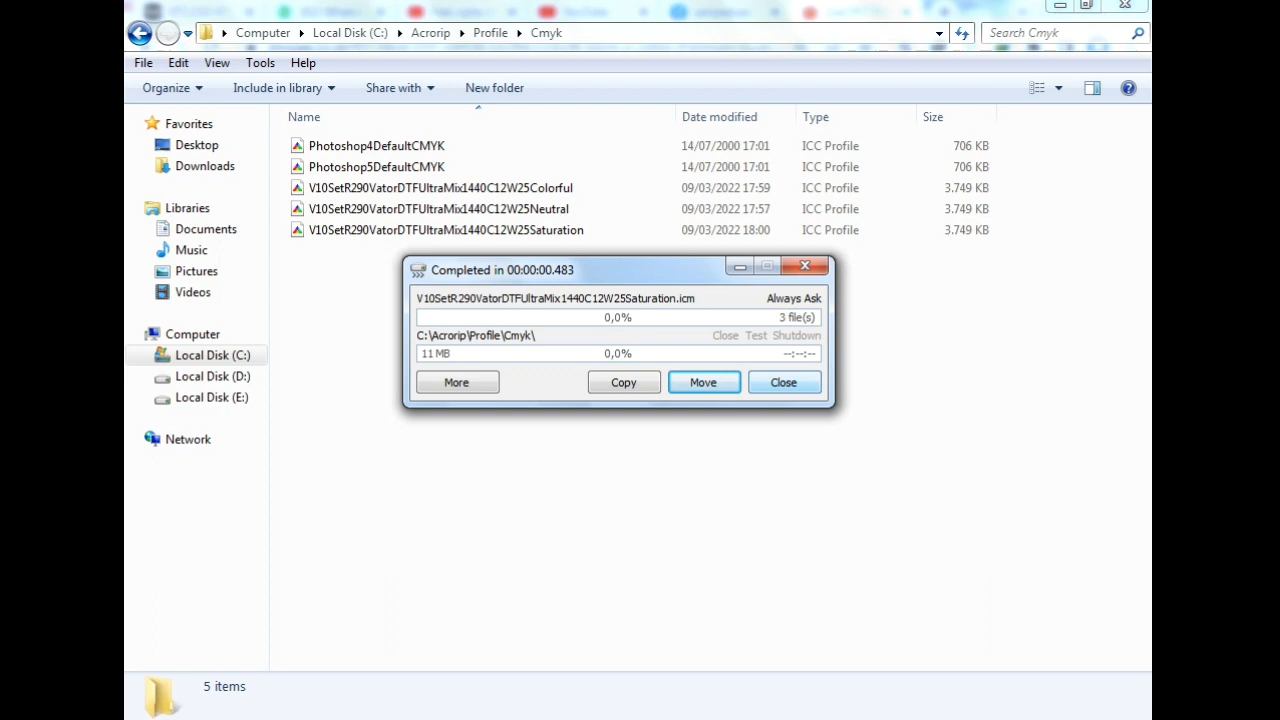 Computer Local Disk (C:) Acrorip Profile Cmyk Search Cmyk
File Edit View Tools Help
Organize Include in library Share with New folder
Name Date modified Type Size
Favorites
Desktop
Downloads
Libraries
Documents
Music
Pictures
Videos
Computer
Local Disk (C:)
Local Disk (D:)
Local Disk (E:)
Network
Photoshop4DefaultCMYK 14/07/2000 17:01 ICC Profile 706 KB
Photoshop5DefaultCMYK 14/07/2000 17:01 ICC Profile 706 KB
V10SetR290VatorDTFUltraMix1440C12W25Colorful 09/03/2022 17:59 ICC Profile 3.749 KB
V10SetR290VatorDTFUltraMix1440C12W25Neutral 09/03/2022 17:57 ICC Profile 3.749 KB
V10SetR290VatorDTFUltraMix1440C12W25Saturation 09/03/2022 18:00 ICC Profile 3.749 KB
Completed in 00:00:00.483
V10SetR290VatorDTFUltraMix1440C12W25Saturation.icm Always Ask
0,0% 3 file(s)
C:\Acrorip\Profile\Cmyk\ Close Test Shutdown
11 MB 0,0% --:--:--
More Copy Move Close
5 items